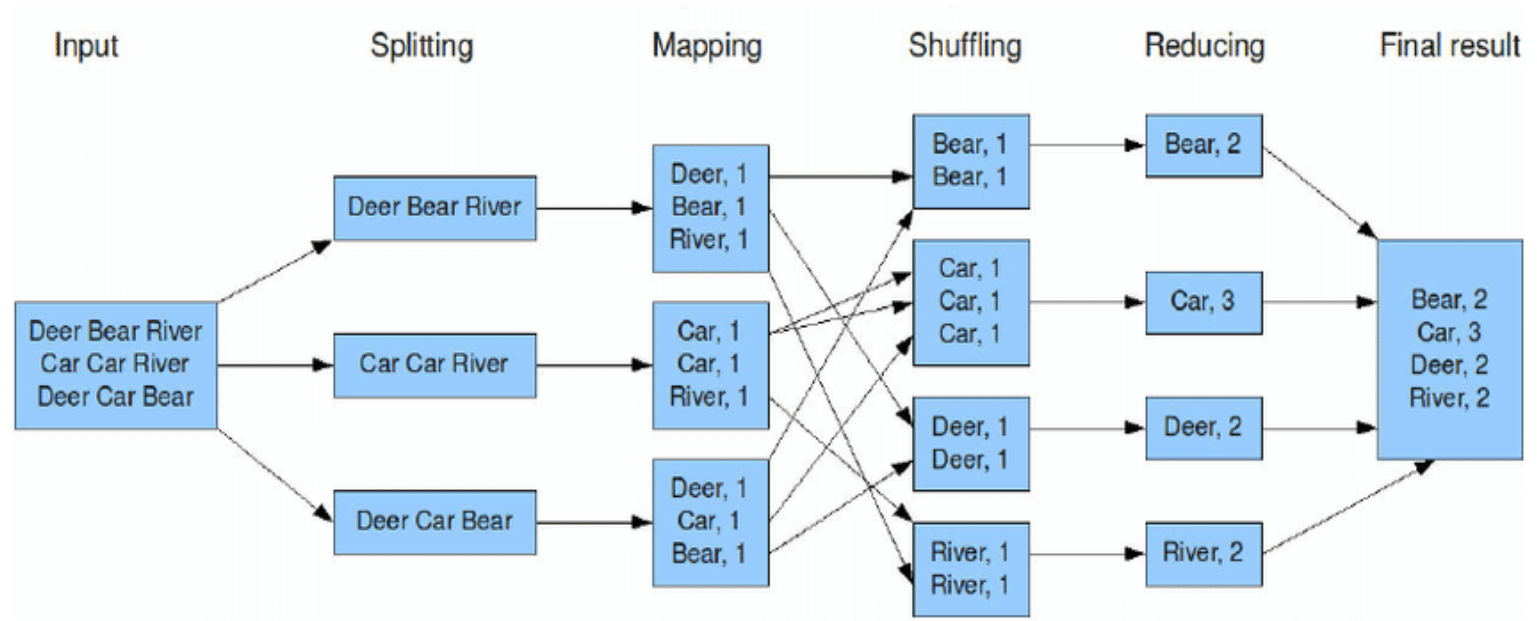 Input
Splitting
Mapping
Shuffling
Reducing
Final result
Deer Bear River
Car Car River
Deer Car Bear
Deer Bear River
Car Car River
Deer Car Bear
Deer, 1
Bear, 1
River, 1
Car, 1
Car, 1
River, 1
Deer, 1
Car, 1
Bear, 1
Bear, 1
Bear, 1
Car, 1
Car, 1
Car, 1
Deer, 1
Deer, 1
River, 1
River, 1
Bear, 2
Car, 3
Deer, 2
River, 2
Bear, 2
Car, 3
Deer, 2
River, 2